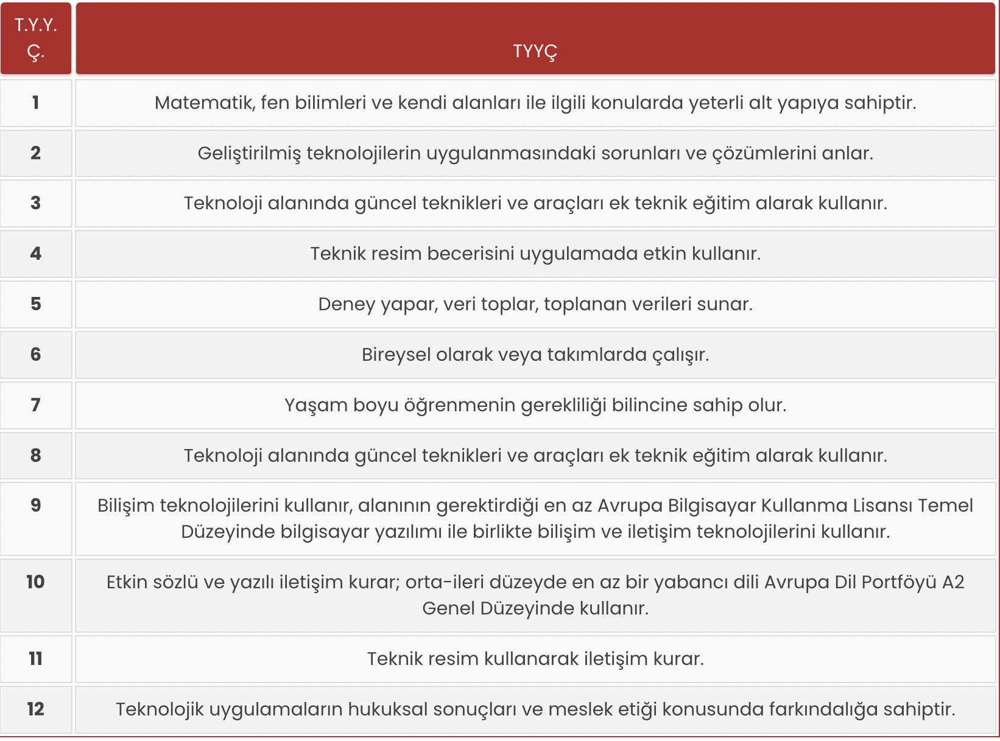 T.Y.Y.
Ç.
TYYÇ
1 Matematik, fen bilimleri ve kendi alanları ile ilgili konularda yeterli alt yapıya sahiptir.
2 Geliştirilmiş teknolojilerin uygulanmasındaki sorunları ve çözümlerini anlar.
3 Teknoloji alanında güncel teknikleri ve araçları ek teknik eğitim alarak kullanır.
4 Teknik resim becerisini uygulamada etkin kullanır.
5 Deney yapar, veri toplar, toplanan verileri sunar.
6 Bireysel olarak veya takımlarda çalışır.
7 Yaşam boyu öğrenmenin gerekliliği bilincine sahip olur.
8 Teknoloji alanında güncel teknikleri ve araçları ek teknik eğitim alarak kullanır.
9 Bilişim teknolojilerini kullanır, alanının gerektirdiği en az Avrupa Bilgisayar Kullanma Lisansı Temel
Düzeyinde bilgisayar yazılımı ile birlikte bilişim ve iletişim teknolojilerini kullanır.
10 Etkin sözlü ve yazılı iletişim kurar; orta-ileri düzeyde en az bir yabancı dili Avrupa Dil Portföyü A2
Genel Düzeyinde kullanır.
11 Teknik resim kullanarak iletişim kurar.
12 Teknolojik uygulamaların hukuksal sonuçları ve meslek etiği konusunda farkındalığa sahiptir.